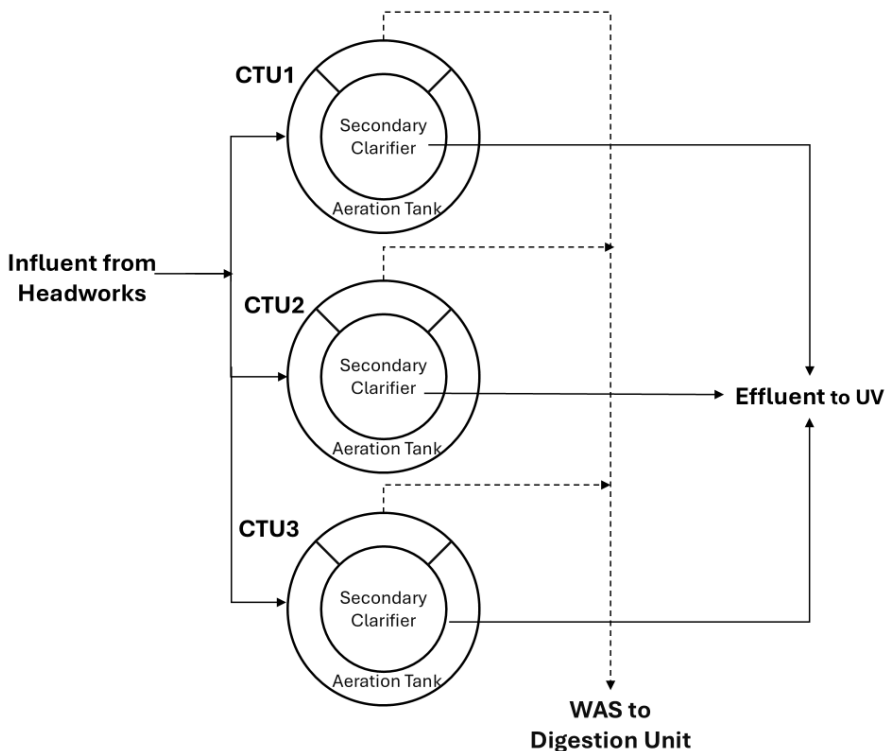 CTU1
Secondary
Clarifier
Aeration Tank
Influent from
Headworks
CTU2
Secondary
Clarifier
Aeration Tank
Effluent to UV
CTU3
Secondary
Clarifier
Aeration Tank
WAS to
Digestion Unit